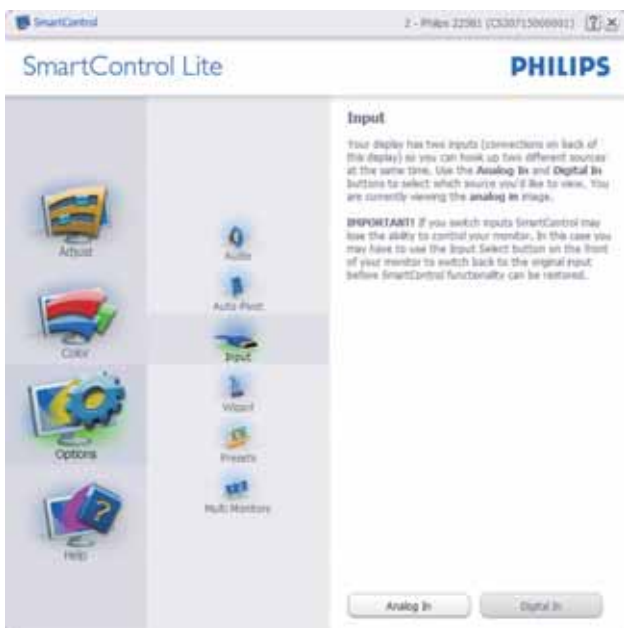 SmartControl
2 - Philips 225B1
SmartControl Lite
PHILIPS
Adjust
Color
Options
Help
Audio
Auto Pivot
Input
Wizard
Presets
Multi Monitors
Input
Your display has two inputs (connections on back of
this display) so you can hook up two different sources
at the same time. Use the Analog In and Digital In
buttons to select which source you'd like to view. You
are currently viewing the analog in image.
IMPORTANT! If you switch inputs SmartControl may
lose the ability to control your monitor. In this case you
may have to use the Input Select button on the front
of your monitor to switch back to the original input
before SmartControl functionality can be restored.
Analog In
Digital In